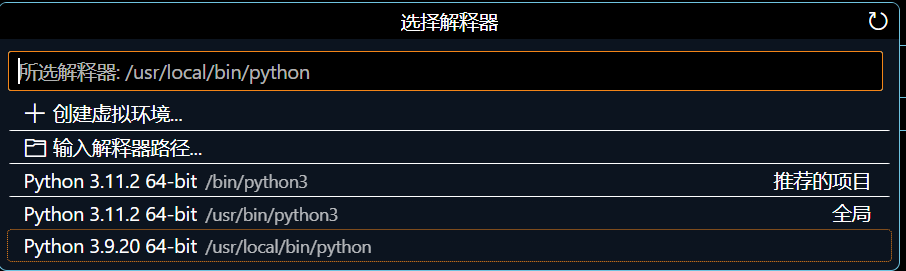 选择解释器
所选解释器: /usr/local/bin/python
创建虚拟环境...
输入解释器路径...
Python 3.11.2 64-bit /bin/python3 推荐的项目
Python 3.11.2 64-bit /usr/bin/python3 全局
Python 3.9.20 64-bit /usr/local/bin/python